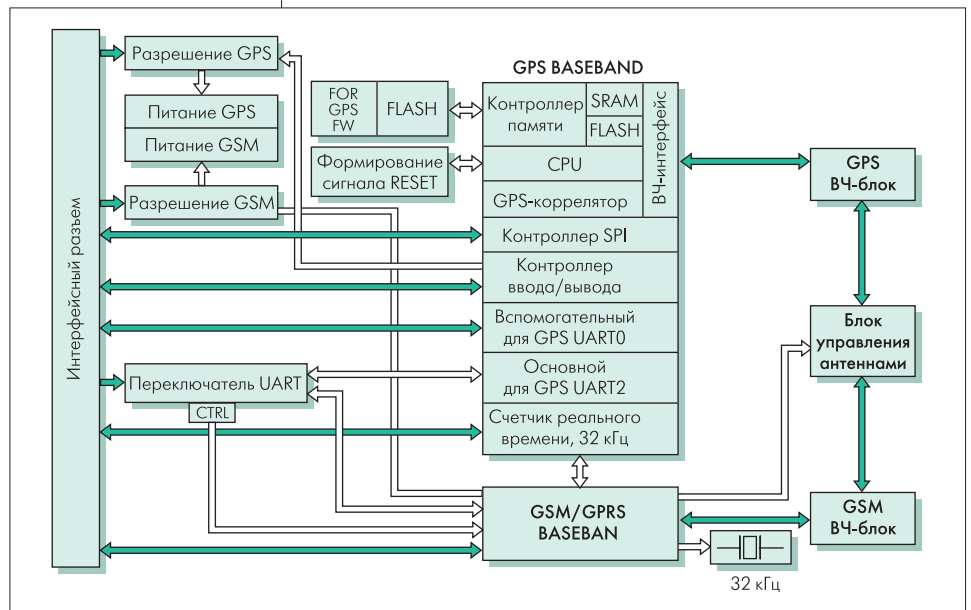 Интерфейсный разъем
Разрешение GPS
Питание GPS
Питание GSM
Разрешение GSM
FOR
GPS
FW
FLASH
Формирование
сигнала RESET
GPS BASEBAND
Контроллер
памяти
SRAM
FLASH
CPU
GPS-коррелятор
ВЧ-интерфейс
Контроллер SPI
Контроллер
ввода/вывода
Вспомогательный
для GPS UART0
Основной
для GPS UART2
Счетчик реального
времени, 32 кГц
Переключатель UART
CTRL
GSM/GPRS
BASEBAN
GPS
ВЧ-блок
Блок
управления
антеннами
GSM
ВЧ-блок
32 кГц